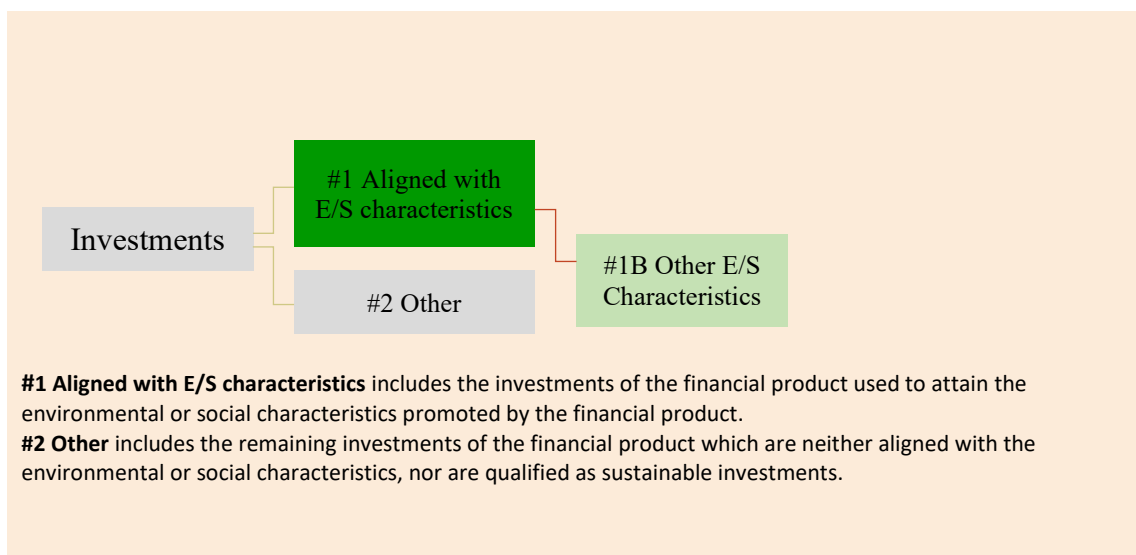 #1 Aligned with
E/S characteristics
Investments
#1B Other E/S
Characteristics
#2 Other
#1 Aligned with E/S characteristics includes the investments of the financial product used to attain the
environmental or social characteristics promoted by the financial product.
#2 Other includes the remaining investments of the financial product which are neither aligned with the
environmental or social characteristics, nor are qualified as sustainable investments.